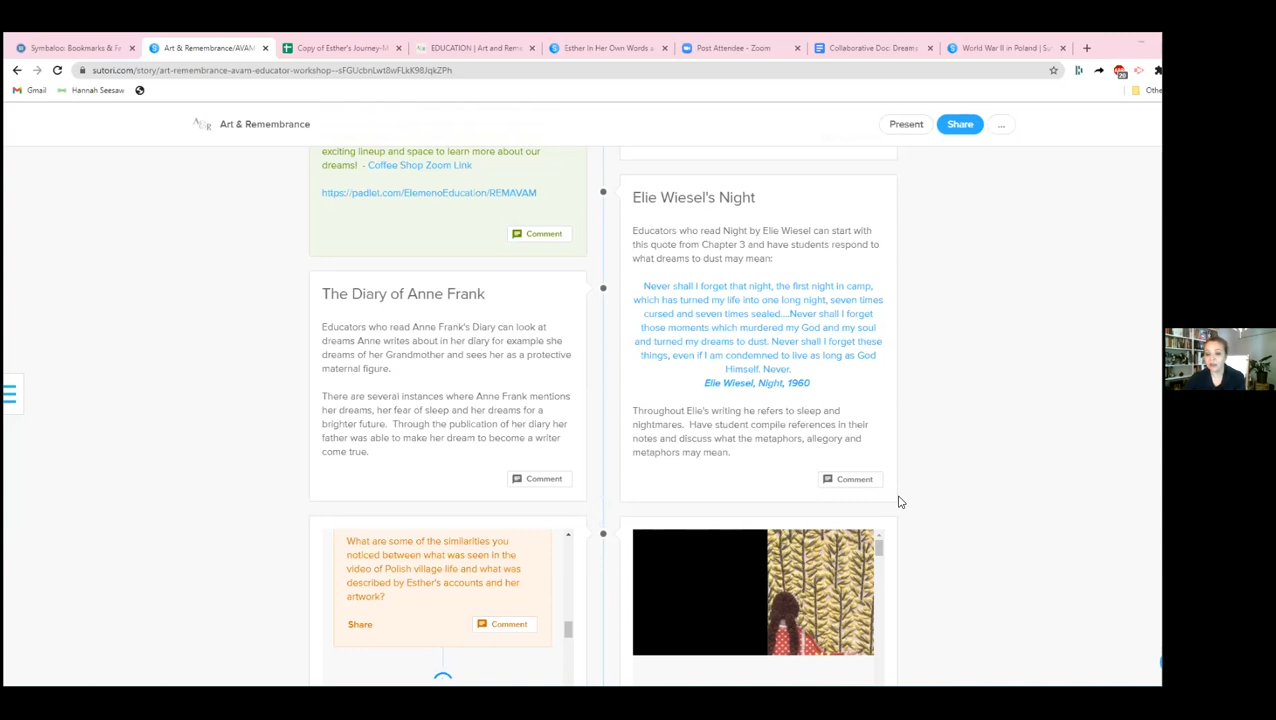 Symbaloo: Bookmarks & F
Art & Remembrance/AVAM
Copy of Esther's Journey-M
EDUCATION | Art and Reme
Esther In Her Own Words a
Post Attendee - Zoom
Collaborative Doc: Dreams
World War II in Poland | Su
sutori.com/story/art-remembrance-avam-educator-workshop--sFGUcbnLwt8wFLkK98JqkZPh
20
Gmail
Hannah Seesaw
Othe
Art & Remembrance
Present
Share
...
exciting lineup and space to learn more about our
dreams! - Coffee Shop Zoom Link
https://padlet.com/ElemenoEducation/REMAVAM
Comment
The Diary of Anne Frank
Educators who read Anne Frank's Diary can look at
dreams Anne writes about in her diary for example she
dreams of her Grandmother and sees her as a protective
maternal figure.
There are several instances where Anne Frank mentions
her dreams, her fear of sleep and her dreams for a
brighter future.  Through the publication of her diary her
father was able to make her dream to become a writer
come true.
Comment
Elie Wiesel's Night
Educators who read Night by Elie Wiesel can start with
this quote from Chapter 3 and have students respond to
what dreams to dust may mean:
Never shall I forget that night, the first night in camp,
which has turned my life into one long night, seven times
cursed and seven times sealed....Never shall I forget
those moments which murdered my God and my soul
and turned my dreams to dust. Never shall I forget these
things, even if I am condemned to live as long as God
Himself. Never.
Elie Wiesel, Night, 1960
Throughout Elie's writing he refers to sleep and
nightmares.  Have student compile references in their
notes and discuss what the metaphors, allegory and
metaphors may mean.
Comment
What are some of the similarities you
noticed between what was seen in the
video of Polish village life and what was
described by Esther's accounts and her
artwork?
Share
Comment